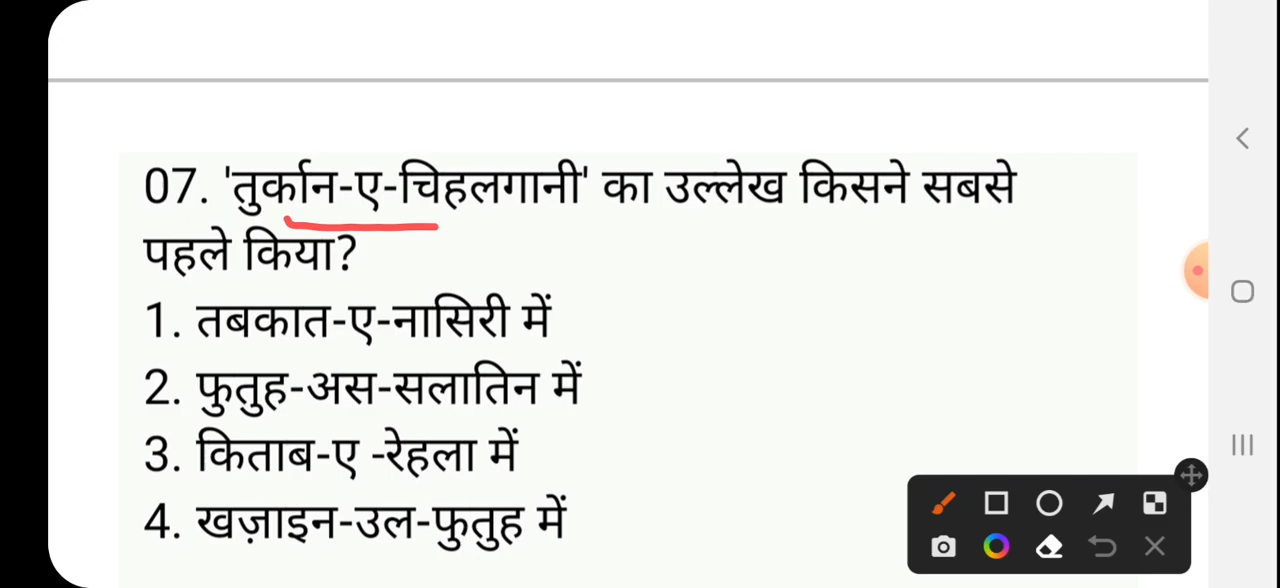 07. 'तुर्कान-ए-चिहलगानी' का उल्लेख किसने सबसे
पहले किया?
1. तबकात-ए-नासिरी में
2. फुतुह-अस-सलातिन में
3. किताब-ए -रेहला में
4. खज़ाइन-उल-फुतुह में